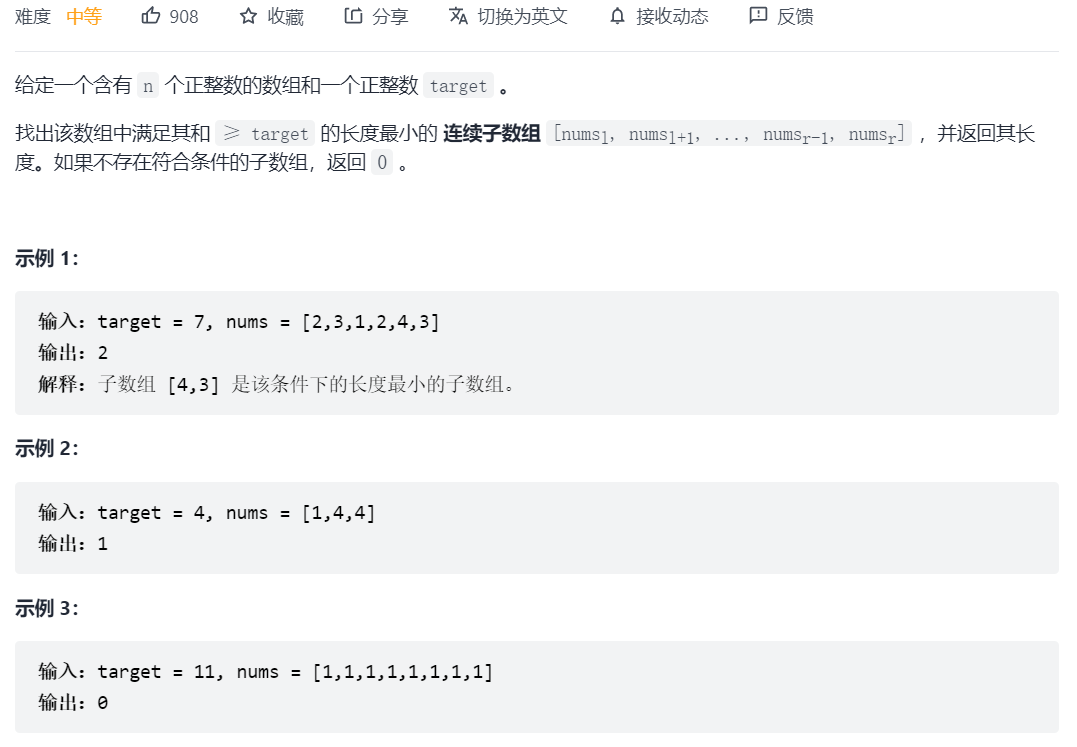 难度 中等 908 收藏 分享 切换为英文 接收动态 反馈
给定一个含有 n 个正整数的数组和一个正整数 target 。
找出该数组中满足其和 ≥ target 的长度最小的 连续子数组 [numsl, numsl+1, ..., numsr-1, numsr] ，并返回其长
度。如果不存在符合条件的子数组，返回 0 。
示例 1：
输入：target = 7, nums = [2,3,1,2,4,3]
输出：2
解释：子数组 [4,3] 是该条件下的长度最小的子数组。
示例 2：
输入：target = 4, nums = [1,4,4]
输出：1
示例 3：
输入：target = 11, nums = [1,1,1,1,1,1,1,1]
输出：0